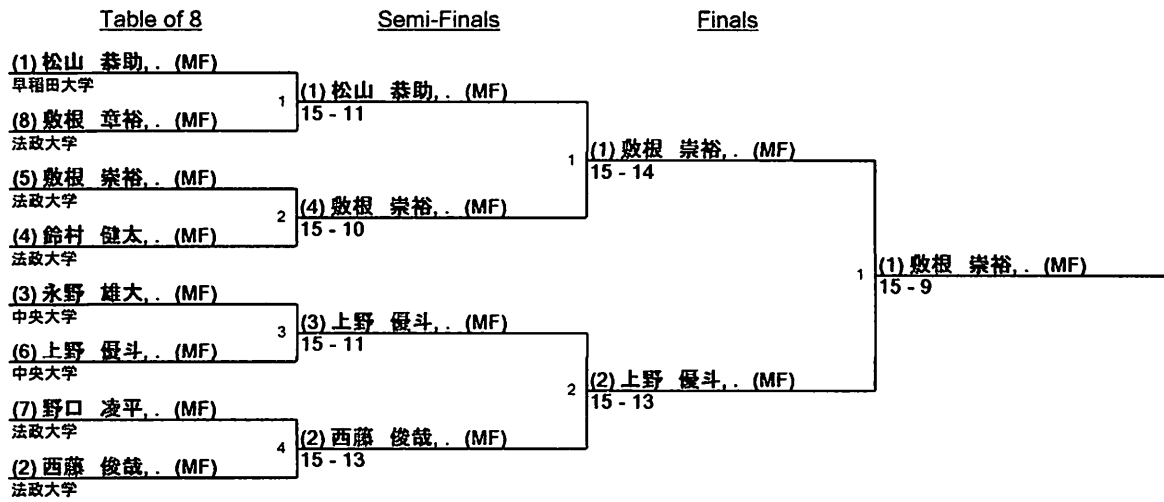 Table of 8
Semi-Finals
Finals
(1) 松山 恭助, . (MF)
早稲田大学
1
(8) 敷根 章裕, . (MF)
法政大学
(5) 敷根 崇裕, . (MF)
法政大学
2
(4) 鈴村 健太, . (MF)
法政大学
(3) 永野 雄大, . (MF)
中央大学
3
(6) 上野 優斗, . (MF)
中央大学
(7) 野口 凌平, . (MF)
法政大学
4
(2) 西藤 俊哉, . (MF)
法政大学
(1) 松山 恭助, . (MF)
15 - 11
1
(4) 敷根 崇裕, . (MF)
15 - 10
(3) 上野 優斗, . (MF)
15 - 11
2
(2) 西藤 俊哉, . (MF)
15 - 13
(1) 敷根 崇裕, . (MF)
15 - 14
1
(2) 上野 優斗, . (MF)
15 - 13
(1) 敷根 崇裕, . (MF)
15 - 9